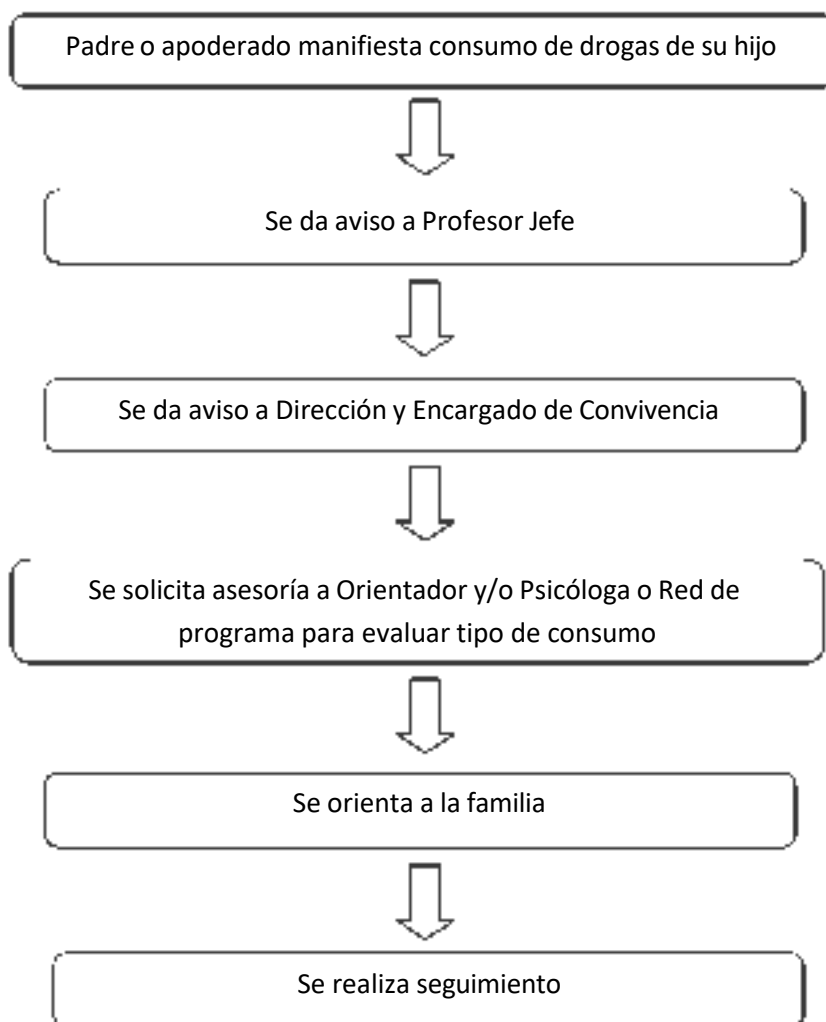 Padre o apoderado manifiesta consumo de drogas de su hijo
Se da aviso a Profesor Jefe
Se da aviso a Dirección y Encargado de Convivencia
Se solicita asesoría a Orientador y/o Psicóloga o Red de
programa para evaluar tipo de consumo
Se orienta a la familia
Se realiza seguimiento